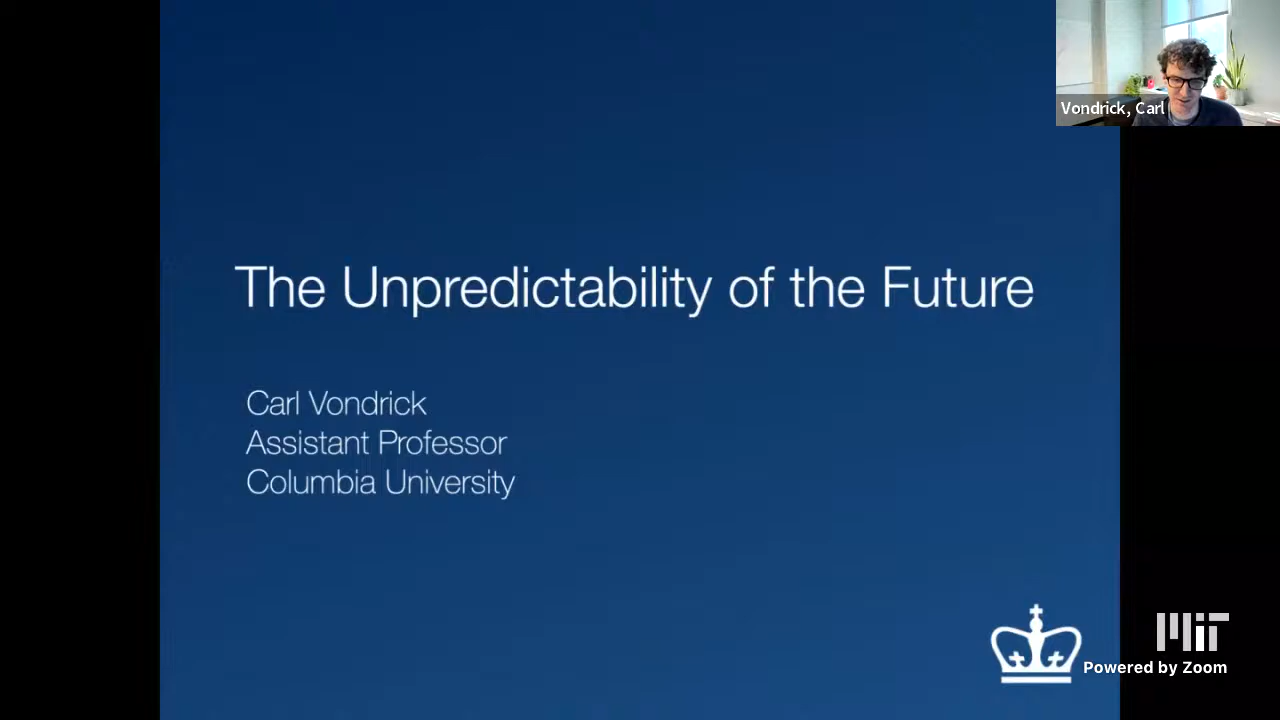 Vondrick, Carl
The Unpredictability of the Future
Carl Vondrick
Assistant Professor
Columbia University
MIT
Powered by Zoom